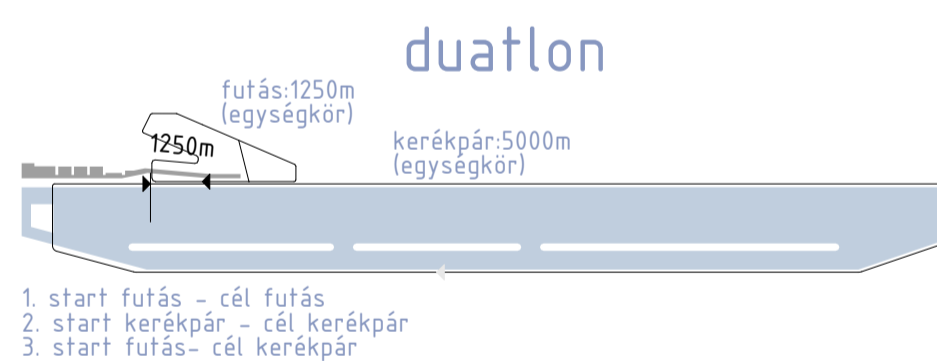 duatlon
futás:1250m
(egységkör)
1250m
kerékpár:5000m
(egységkör)
1. start futás - cél futás
2. start kerékpár - cél kerékpár
3. start futás- cél kerékpár